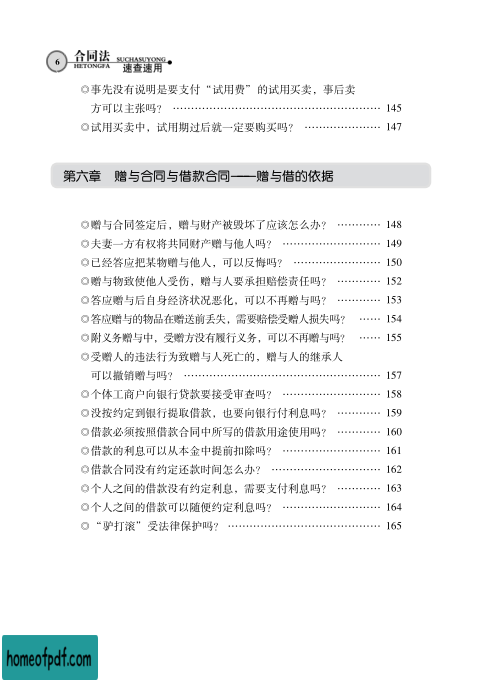 6 合同法 SUCHASUYONG
HETONGFA 速查速用
◎事先没有说明是要支付“试用费”的试用买卖，事后卖
方可以主张吗？ …………………………………………………… 145
◎试用买卖中，试用期过后就一定要购买吗？ ………………… 147
第六章 赠与合同与借款合同——赠与借的依据
◎赠与合同签定后，赠与财产被毁坏了应该怎么办？ ………… 148
◎夫妻一方有权将共同财产赠与他人吗？ ……………………… 149
◎已经答应把某物赠与他人，可以反悔吗？ …………………… 150
◎赠与物致使他人受伤，赠与人要承担赔偿责任吗？ ………… 152
◎答应赠与后自身经济状况恶化，可以不再赠与吗？ ………… 153
◎答应赠与的物品在赠送前丢失，需要赔偿受赠人损失吗？ …… 154
◎附义务赠与中，受赠方没有履行义务，可以不再赠与吗？ …… 155
◎受赠人的违法行为致赠与人死亡的，赠与人的继承人
可以撤销赠与吗？ ……………………………………………… 157
◎个体工商户向银行贷款要接受审查吗？ ……………………… 158
◎没按约定到银行提取借款，也要向银行付利息吗？ ………… 159
◎借款必须按照借款合同中所写的借款用途使用吗？ ………… 160
◎借款的利息可以从本金中提前扣除吗？ ……………………… 161
◎借款合同没有约定还款时间怎么办？ ………………………… 162
◎个人之间的借款没有约定利息，需要支付利息吗？ ………… 163
◎个人之间的借款可以随便约定利息吗？ ……………………… 164
◎“驴打滚”受法律保护吗？ …………………………………… 165
homeofpdf.com